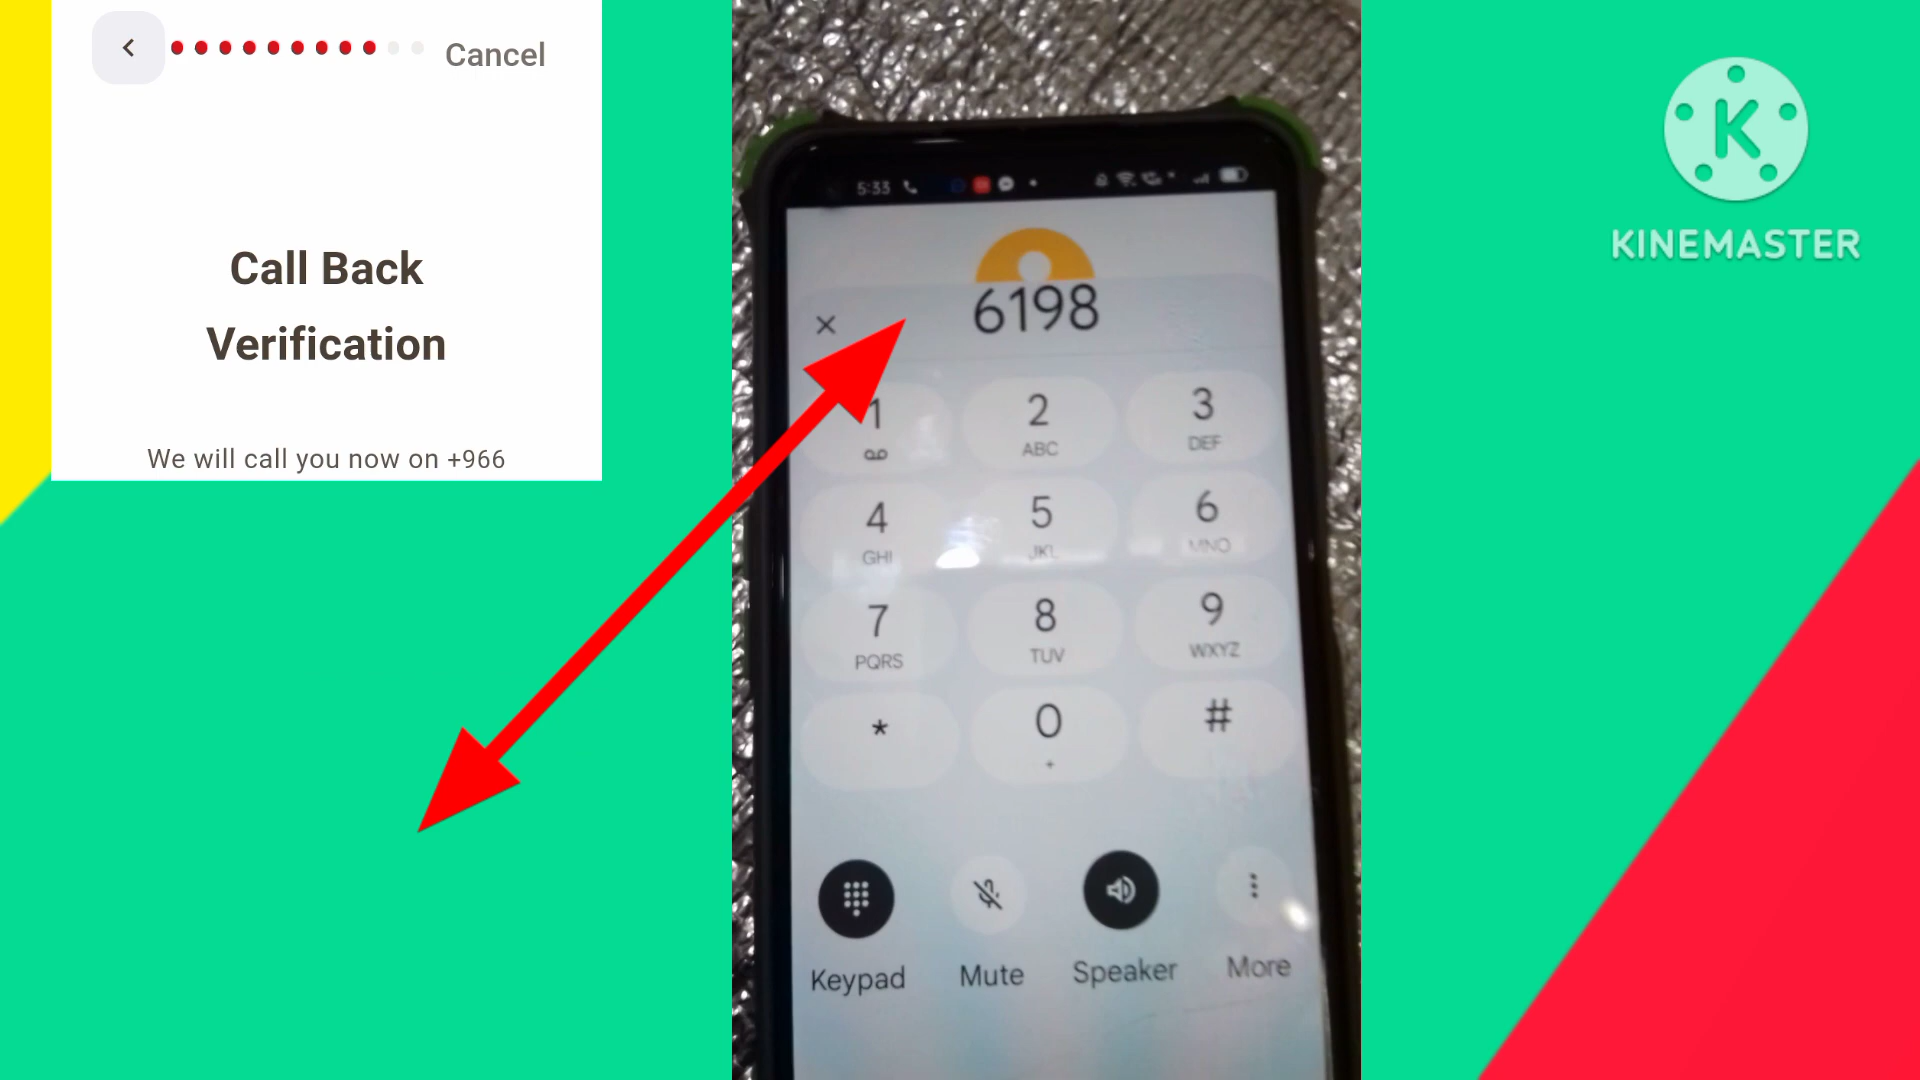 Cancel
Call Back
Verification
We will call you now on +966
5:33
6198
1
2 ABC
3 DEF
4 GHI
5 JKL
6 MNO
7 PQRS
8 TUV
9 WXYZ
*
0 +
#
Keypad
Mute
Speaker
More
K
KINEMASTER